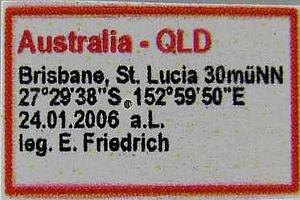 Australia - QLD
Brisbane, St. Lucia 30müNN
27°29'38"S, 152°59'50"E
24.01.2006 a.L.
leg. E. Friedrich